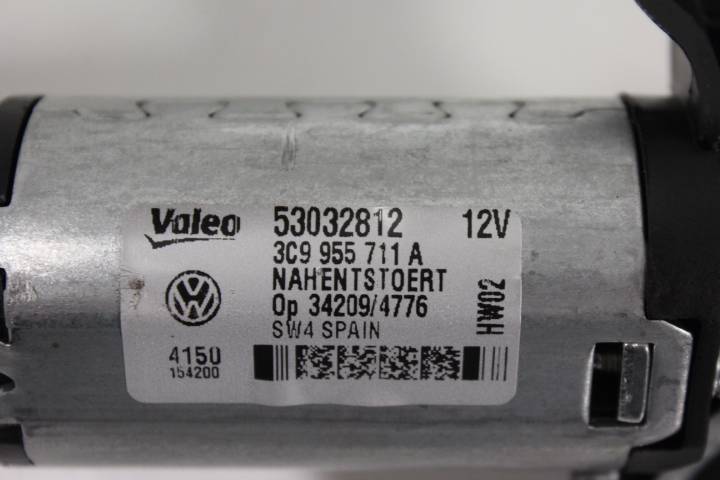 Valeo 53032812 12V
3C9 955 711 A
NAHENTSTOERT
Op 34209/4776
SW4 SPAIN
HW02
4150
154200